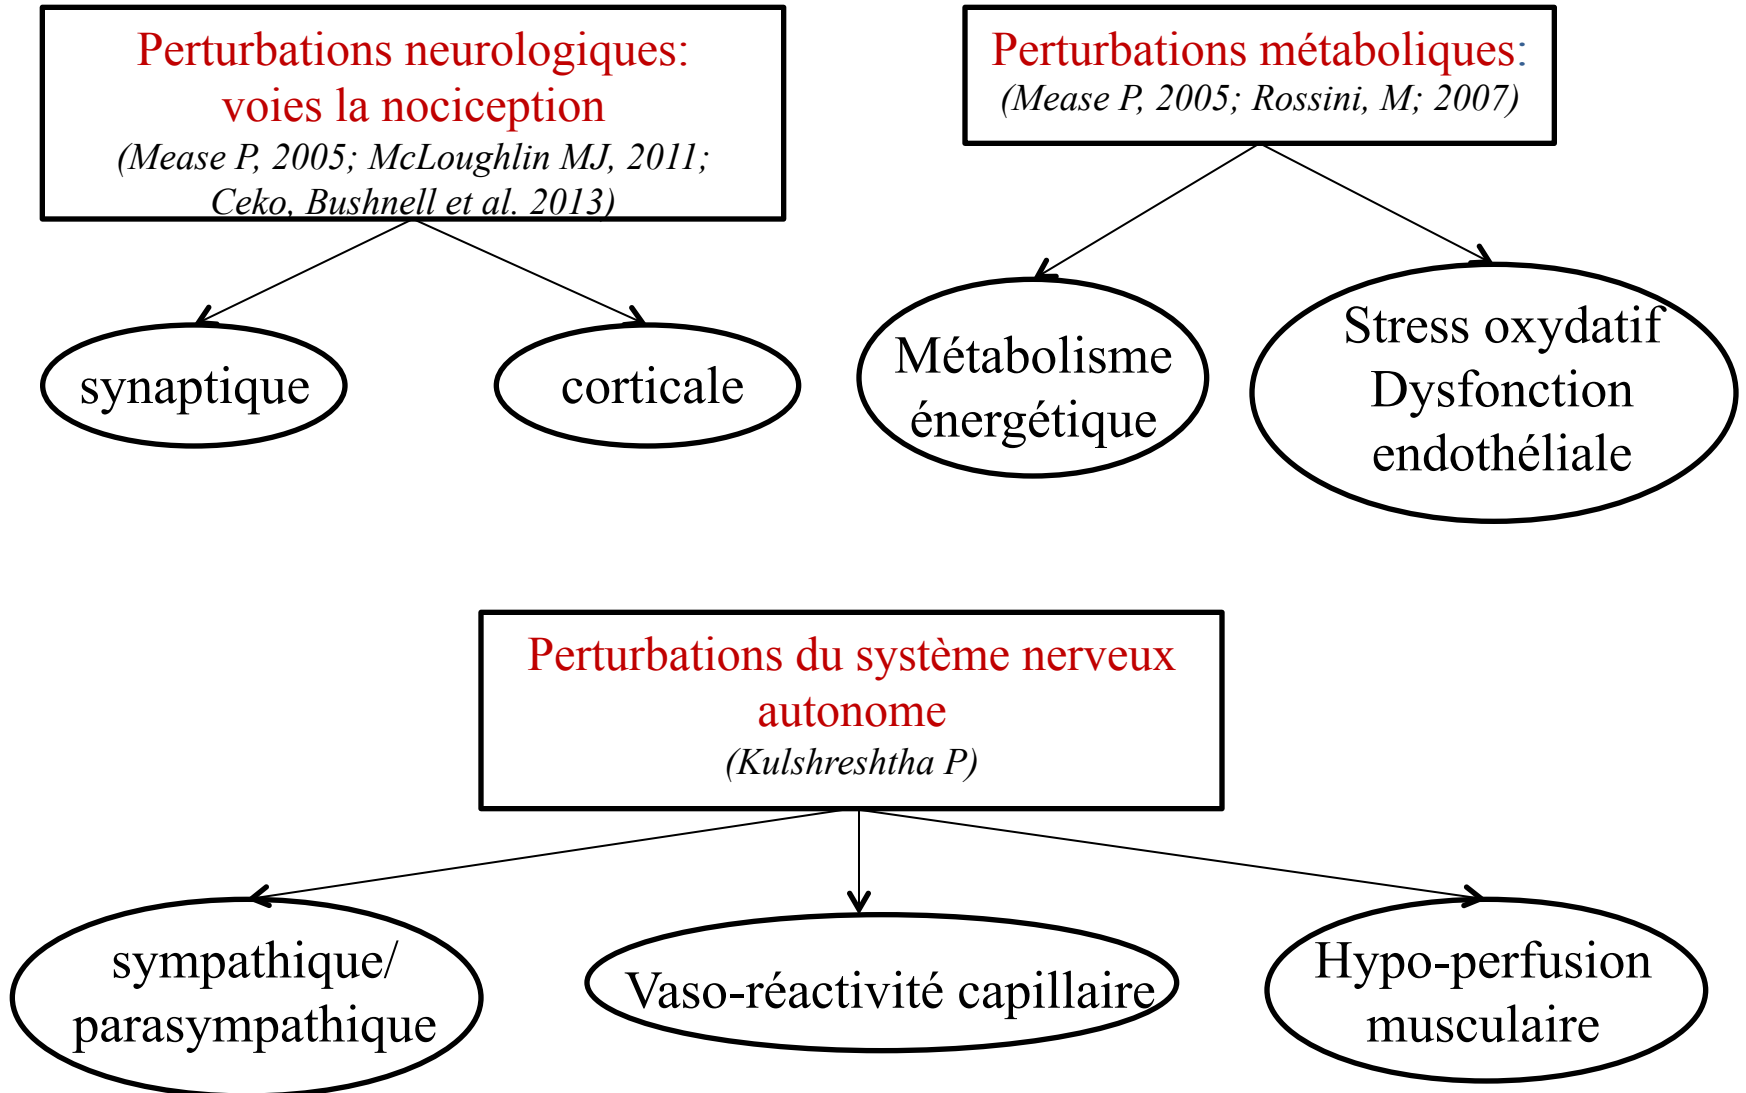 Perturbations neurologiques:
voies la nociception
(Mease P, 2005; McLoughlin MJ, 2011;
Ceko, Bushnell et al. 2013)
synaptique
corticale
Perturbations métaboliques:
(Mease P, 2005; Rossini, M; 2007)
Métabolisme
énergétique
Stress oxydatif
Dysfonction
endothéliale
Perturbations du système nerveux
autonome
(Kulshreshtha P)
sympathique/
parasympathique
Vaso-réactivité capillaire
Hypo-perfusion
musculaire